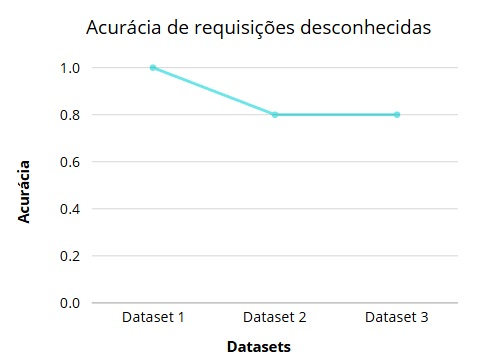 Acurácia de requisições desconhecidas
1.0
0.8
0.6
0.4
0.2
0.0
Acurácia
Dataset 1
Dataset 2
Dataset 3
Datasets